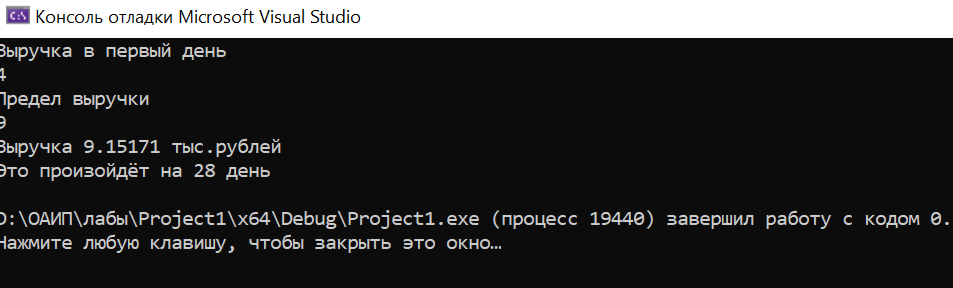 Консоль отладки Microsoft Visual Studio
Выручка в первый день
4
Предел выручки
9
Выручка 9.15171 тыс.рублей
Это произойдёт на 28 день
D:\ОАИП\лабы\Project1\x64\Debug\Project1.exe (процесс 19440) завершил работу с кодом 0.
Нажмите любую клавишу, чтобы закрыть это окно…